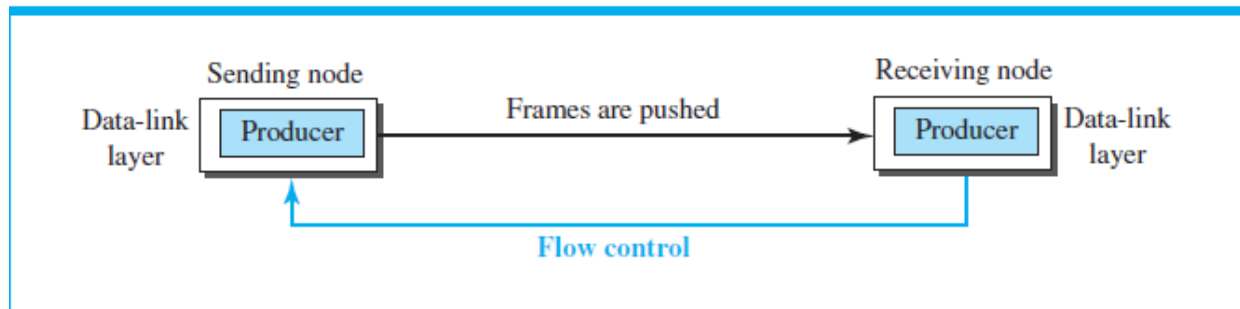 Sending node
Receiving node
Data-link
layer
Producer
Frames are pushed
Producer
Data-link
layer
Flow control